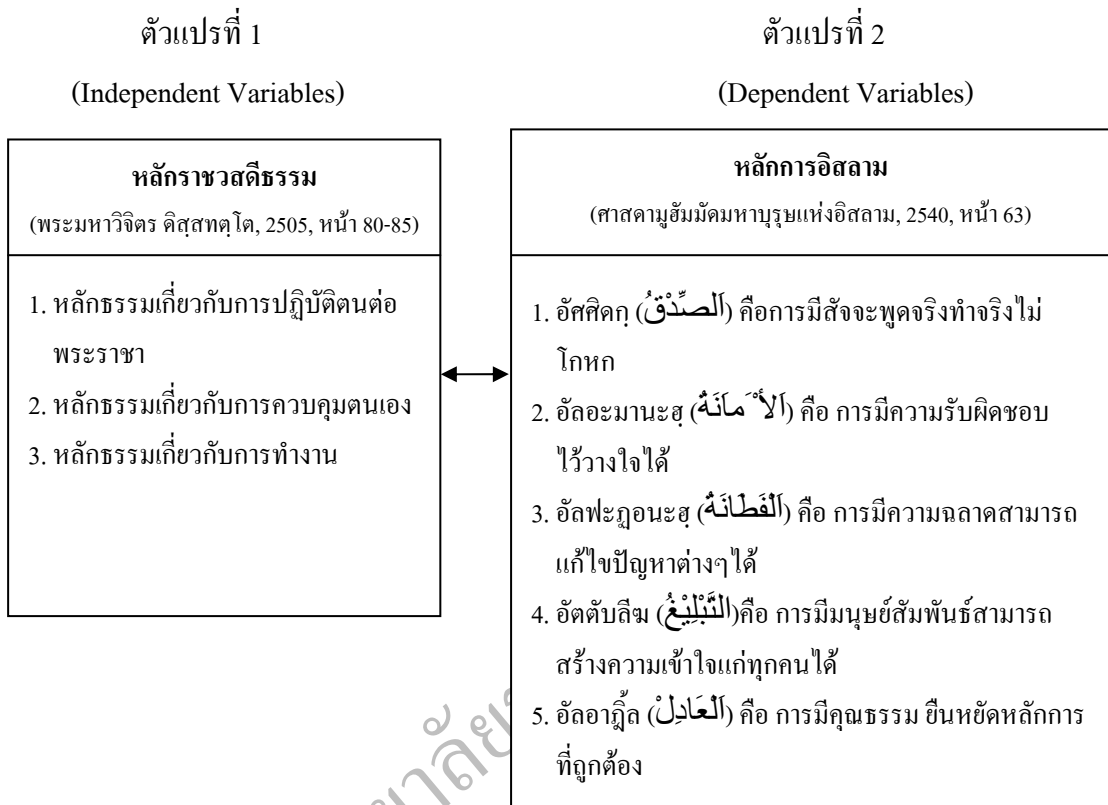 ตัวแปรที่ 1
(Independent Variables)
หลักราชวสดีธรรม
(พระมหาวิจิตร ติสฺสทตฺโต, 2505, หน้า 80-85)
1. หลักธรรมเกี่ยวกับการปฏิบัติตนต่อ
พระราชา
2. หลักธรรมเกี่ยวกับการควบคุมตนเอง
3. หลักธรรมเกี่ยวกับการทำงาน
ตัวแปรที่ 2
(Dependent Variables)
หลักการอิสลาม
(ศาสดามูฮัมมัดมหาบุรุษแห่งอิสลาม, 2540, หน้า 63)
1. อัศศิดกฺ (اَلصِّدْقُ) คือการมีสัจจะพูดจริงทำจริงไม่
โกหก
2. อัลอะมานะฮฺ (اَلأَْمَانَةُ) คือ การมีความรับผิดชอบ
ไว้วางใจได้
3. อัลฟะฏอนะฮฺ (اَلْفَطَانَةُ) คือ การมีความฉลาดสามารถ
แก้ไขปัญหาต่างๆได้
4. อัตตับลีฆ (التَّبْلِيْغُ)คือ การมีมนุษย์สัมพันธ์สามารถ
สร้างความเข้าใจแก่ทุกคนได้
5. อัลอาฎิ้ล (اَلْعَادِلْ) คือ การมีคุณธรรม ยืนหยัดหลักการ
ที่ถูกต้อง